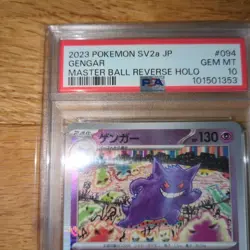 2023 POKEMON SV2a JP #094
GENGAR GEM MT
MASTER BALL REVERSE HOLO 10
PSA 101501353
ゲンガー HP 130